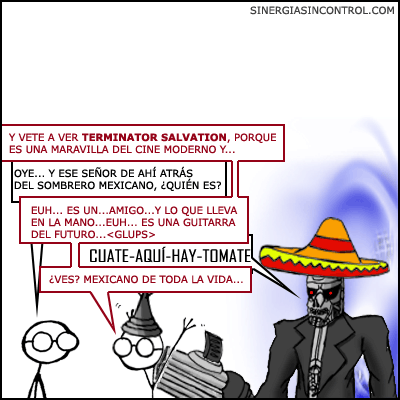 SINERGIASINCONTROL.COM
Y VETE A VER TERMINATOR SALVATION, PORQUE
ES UNA MARAVILLA DEL CINE MODERNO Y...
OYE... Y ESE SEÑOR DE AHÍ ATRÁS
DEL SOMBRERO MEXICANO, ¿QUIÉN ES?
EUH... ES UN...AMIGO...Y LO QUE LLEVA
EN LA MANO...EUH... ES UNA GUITARRA
DEL FUTURO...<GLUPS>
CUATE-AQUÍ-HAY-TOMATE
¿VES? MEXICANO DE TODA LA VIDA...